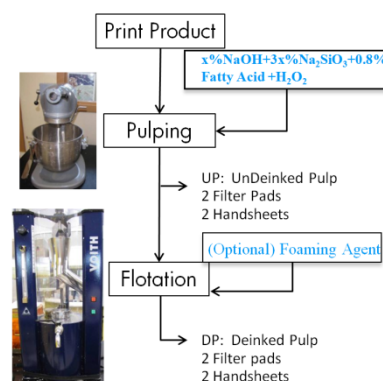 Print Product
x%NaOH+3x%Na₂SiO₃+0.8%
Fatty Acid +H₂O₂
Pulping
UP: UnDeinked Pulp
2 Filter Pads
2 Handsheets
(Optional) Foaming Agent
VOITH
Flotation
DP: Deinked Pulp
2 Filter pads
2 Handsheets